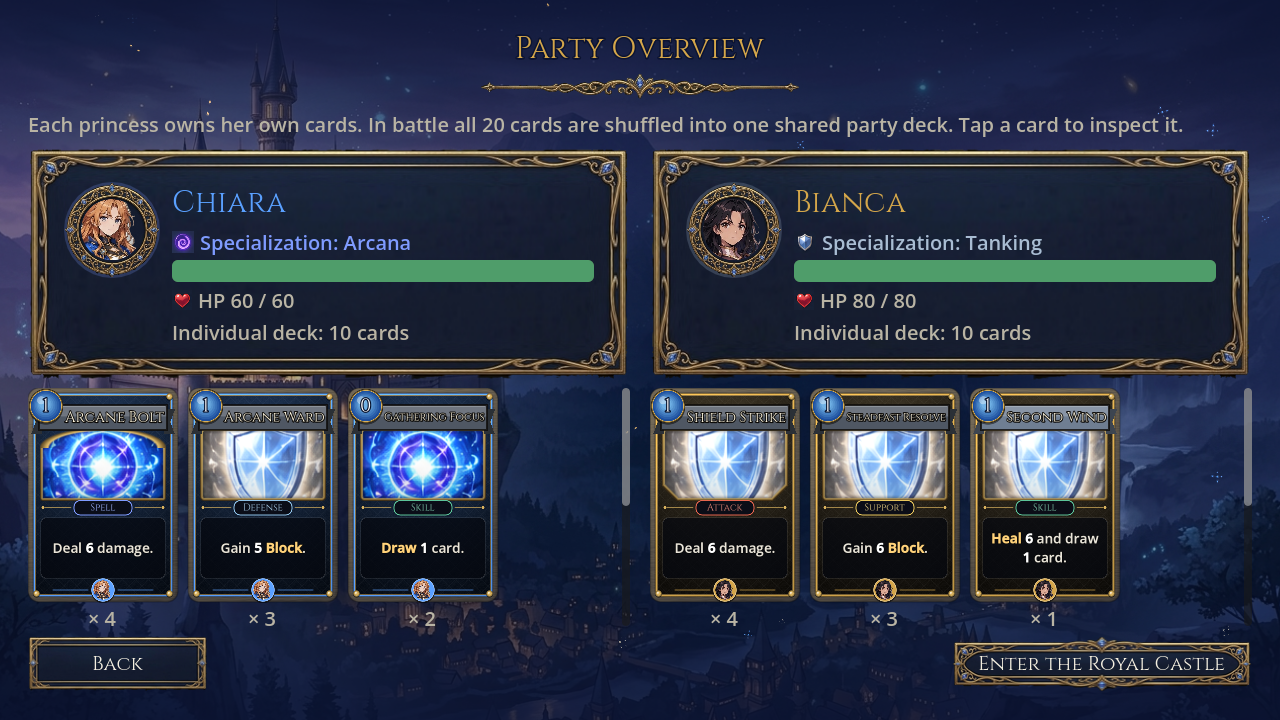 Party Overview
Each princess owns her own cards. In battle all 20 cards are shuffled into one shared party deck. Tap a card to inspect it.
Chiara
Specialization: Arcana
HP 60 / 60
Individual deck: 10 cards
Bianca
Specialization: Tanking
HP 80 / 80
Individual deck: 10 cards
1
Arcane Bolt
Spell
Deal 6 damage.
× 4
1
Arcane Ward
Defense
Gain 5 Block.
× 3
0
Gathering Focus
Skill
Draw 1 card.
× 2
1
Shield Strike
Attack
Deal 6 damage.
× 4
1
Steadfast Resolve
Support
Gain 6 Block.
× 3
1
Second Wind
Skill
Heal 6 and draw
1 card.
× 1
Back
Enter the Royal Castle